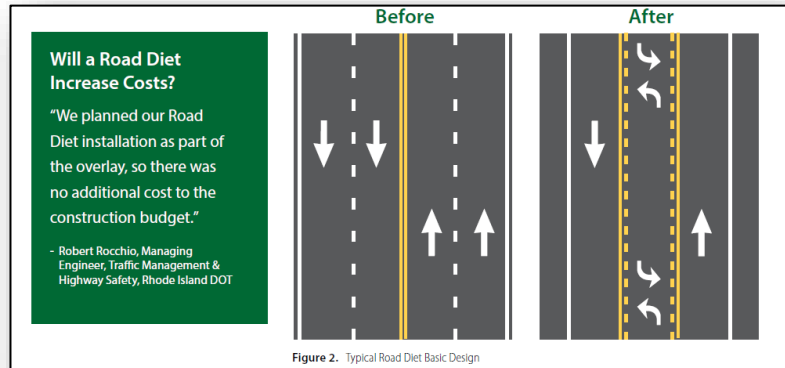 Will a Road Diet
Increase Costs?
“We planned our Road
Diet installation as part of
the overlay, so there was
no additional cost to the
construction budget.”
- Robert Rocchio, Managing
Engineer, Traffic Management &
Highway Safety, Rhode Island DOT
Before
After
Figure 2. Typical Road Diet Basic Design